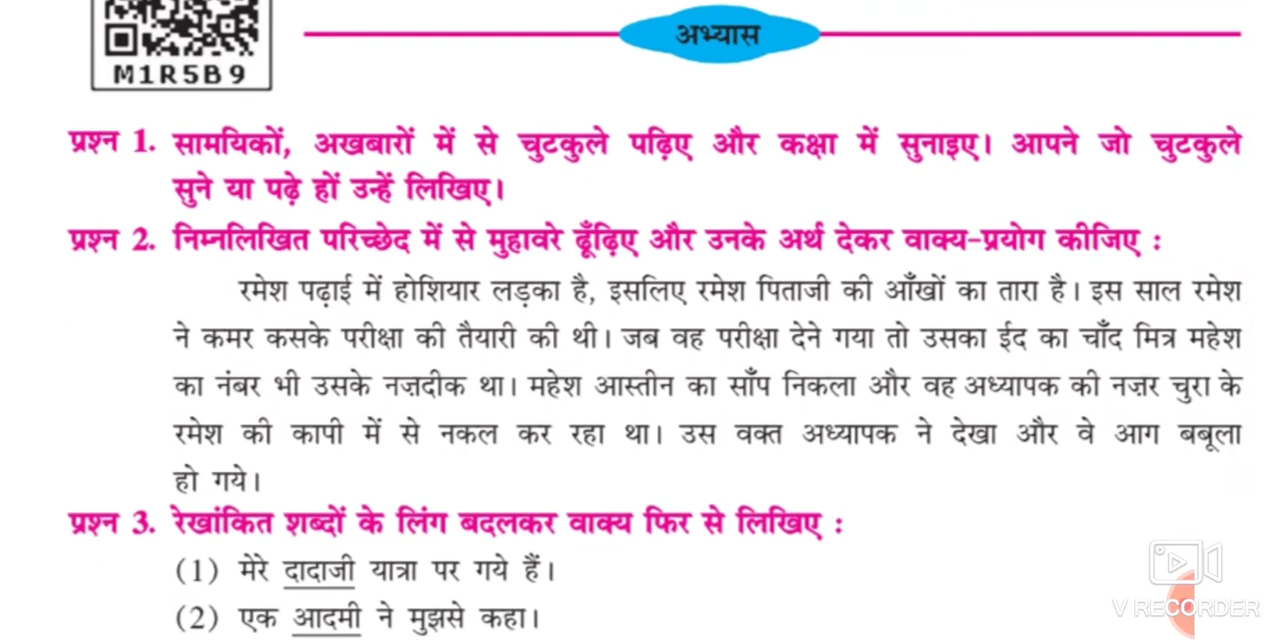 M1R5B9
अभ्यास
प्रश्न 1. सामयिकों, अखबारों में से चुटकुले पढ़िए और कक्षा में सुनाइए। आपने जो चुटकुले
सुने या पढ़े हों उन्हें लिखिए।
प्रश्न 2. निम्नलिखित परिच्छेद में से मुहावरे ढूँढ़िए और उनके अर्थ देकर वाक्य-प्रयोग कीजिए :
रमेश पढ़ाई में होशियार लड़का है, इसलिए रमेश पिताजी की आँखों का तारा है। इस साल रमेश
ने कमर कसके परीक्षा की तैयारी की थी। जब वह परीक्षा देने गया तो उसका ईद का चाँद मित्र महेश
का नंबर भी उसके नज़दीक था। महेश आस्तीन का साँप निकला और वह अध्यापक की नज़र चुरा के
रमेश की कापी में से नकल कर रहा था। उस वक्त अध्यापक ने देखा और वे आग बबूला
हो गये।
प्रश्न 3. रेखांकित शब्दों के लिंग बदलकर वाक्य फिर से लिखिए :
(1) मेरे दादाजी यात्रा पर गये हैं।
(2) एक आदमी ने मुझसे कहा।
V RECORDER